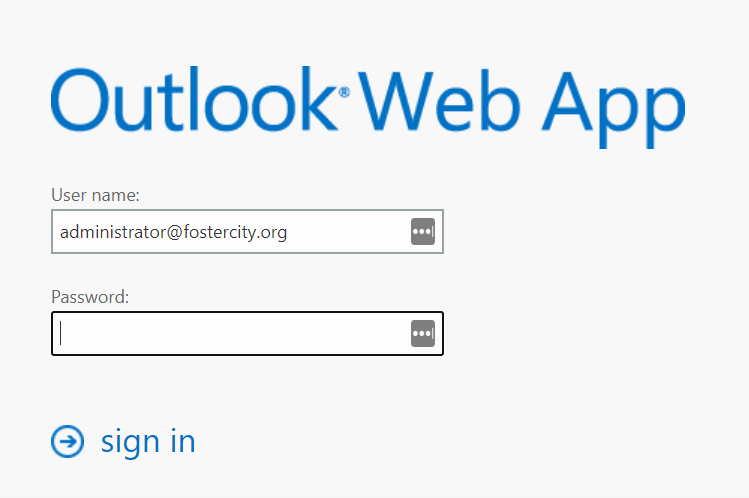 Outlook® Web App
User name:
administrator@fostercity.org
Password:
sign in